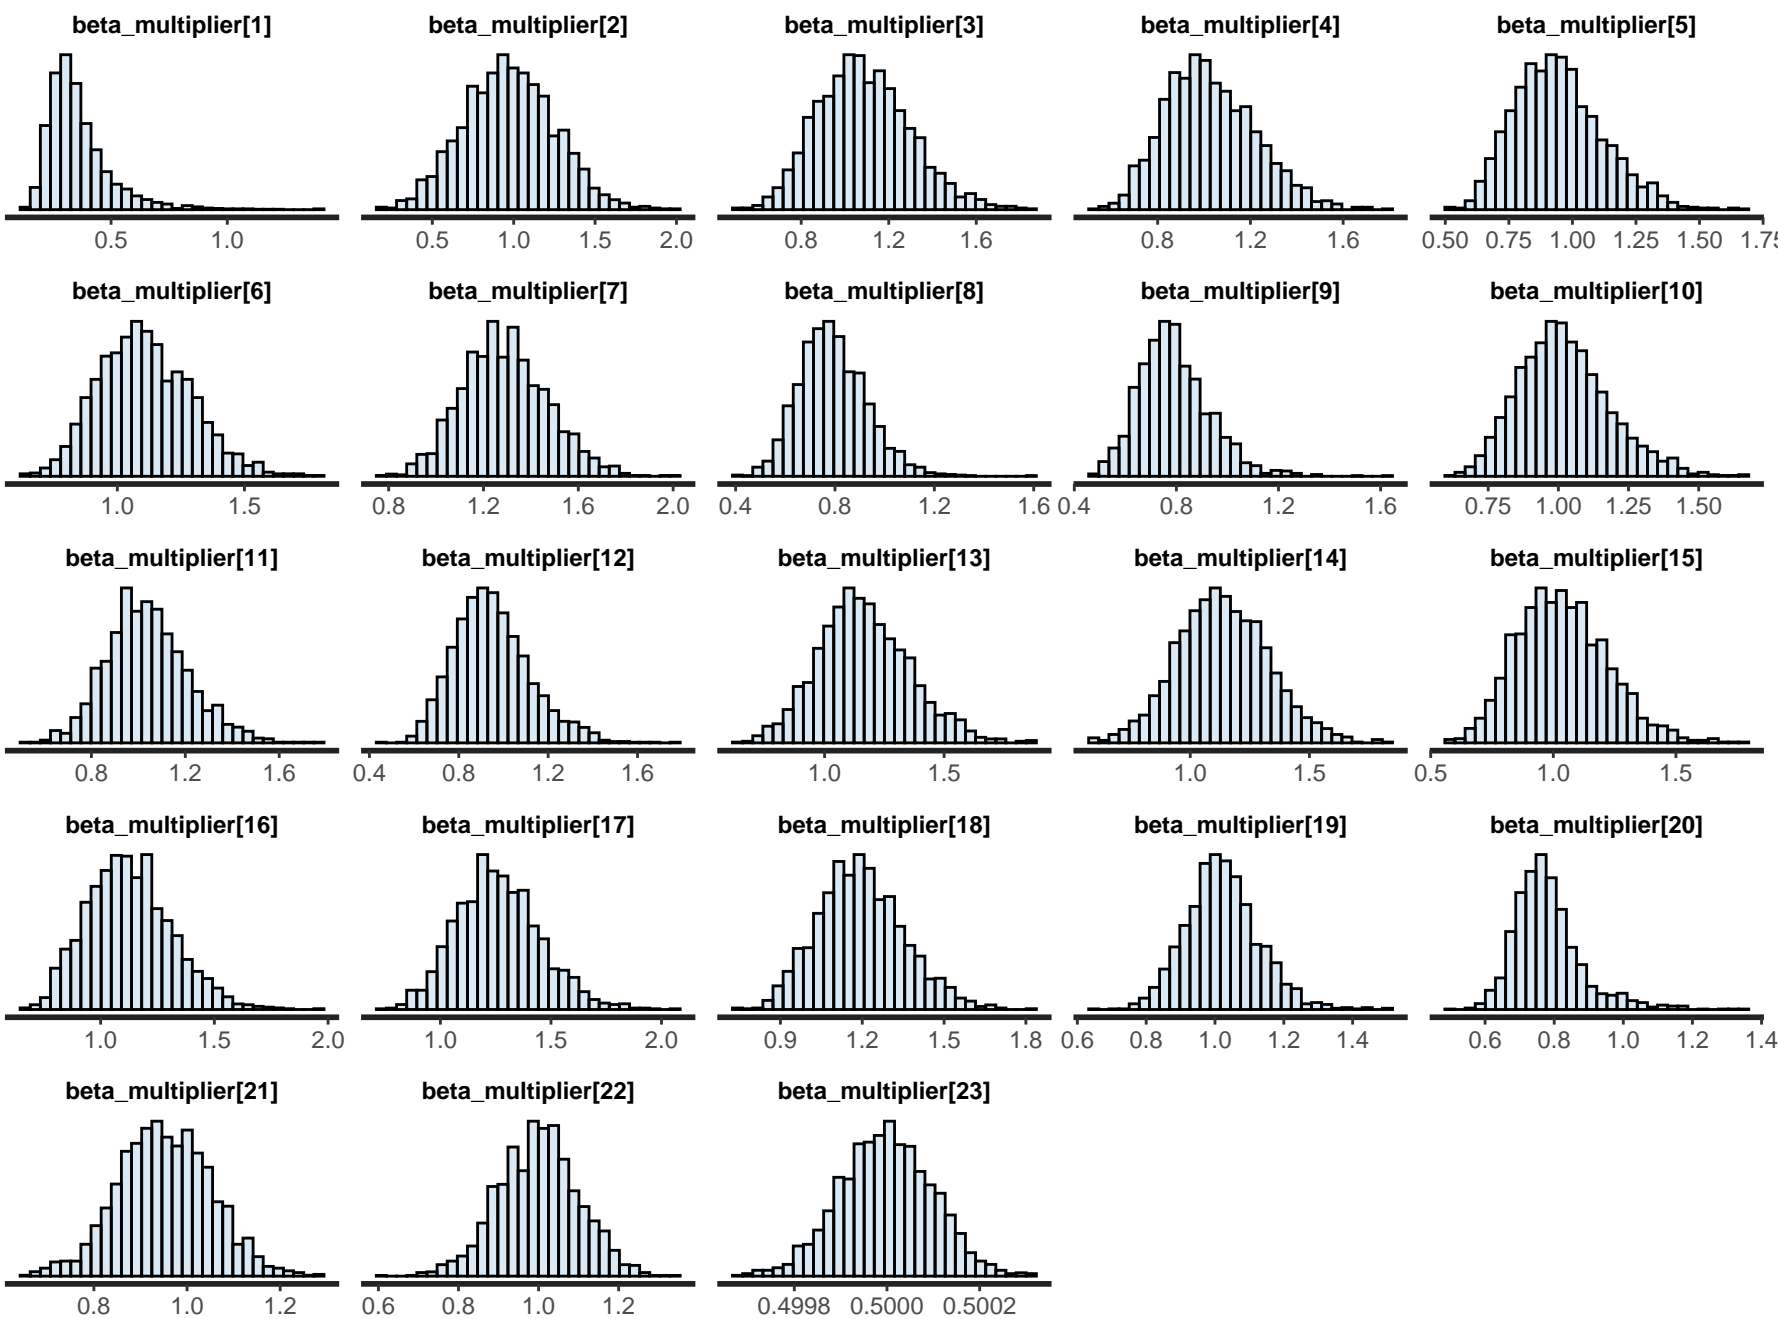 beta_multiplier[1] beta_multiplier[2] beta_multiplier[3] beta_multiplier[4] beta_multiplier[5]
0.5 1.0 0.5 1.0 1.5 2.0 0.8 1.2 1.6 0.8 1.2 1.6 0.50 0.75 1.00 1.25 1.50 1.75
beta_multiplier[6] beta_multiplier[7] beta_multiplier[8] beta_multiplier[9] beta_multiplier[10]
1.0 1.5 0.8 1.2 1.6 2.0 0.4 0.8 1.2 1.6 0.4 0.8 1.2 1.6 0.75 1.00 1.25 1.50
beta_multiplier[11] beta_multiplier[12] beta_multiplier[13] beta_multiplier[14] beta_multiplier[15]
0.8 1.2 1.6 0.4 0.8 1.2 1.6 1.0 1.5 1.0 1.5 0.5 1.0 1.5
beta_multiplier[16] beta_multiplier[17] beta_multiplier[18] beta_multiplier[19] beta_multiplier[20]
1.0 1.5 2.0 1.0 1.5 2.0 0.9 1.2 1.5 1.8 0.6 0.8 1.0 1.2 1.4 0.6 0.8 1.0 1.2 1.4
beta_multiplier[21] beta_multiplier[22] beta_multiplier[23]
0.8 1.0 1.2 0.6 0.8 1.0 1.2 0.4998 0.5000 0.5002